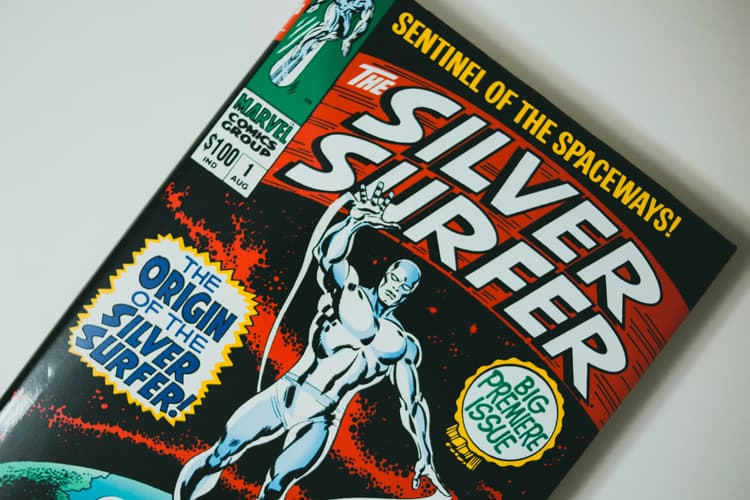 SENTINEL OF THE SPACEWAYS!
MARVEL
COMICS
GROUP
$100
IND
1
AUG
THE
SILVER
SURFER
THE
ORIGIN
OF THE
SILVER
SURFER!
BIG
PREMIERE
ISSUE